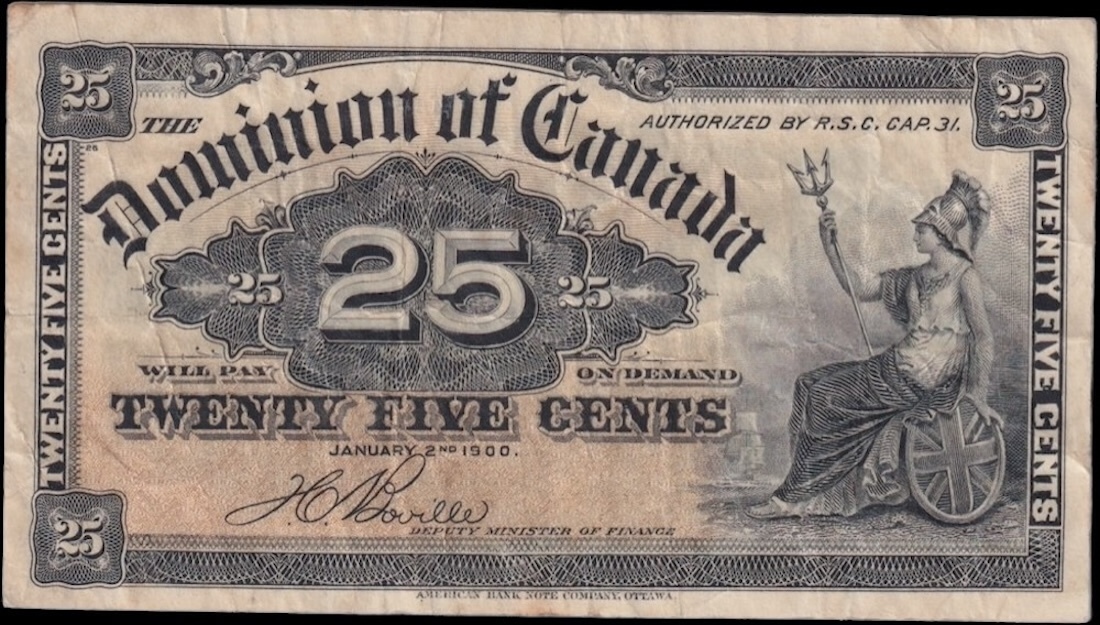 25
25
THE Dominion of Canada
AUTHORIZED BY R.S.C. CAP. 31.
TWENTY FIVE CENTS
TWENTY FIVE CENTS
25 25 25
WILL PAY ON DEMAND
TWENTY FIVE CENTS
JANUARY 2ND 1900.
H C Boville
DEPUTY MINISTER OF FINANCE
25
AMERICAN BANK NOTE COMPANY, OTTAWA.